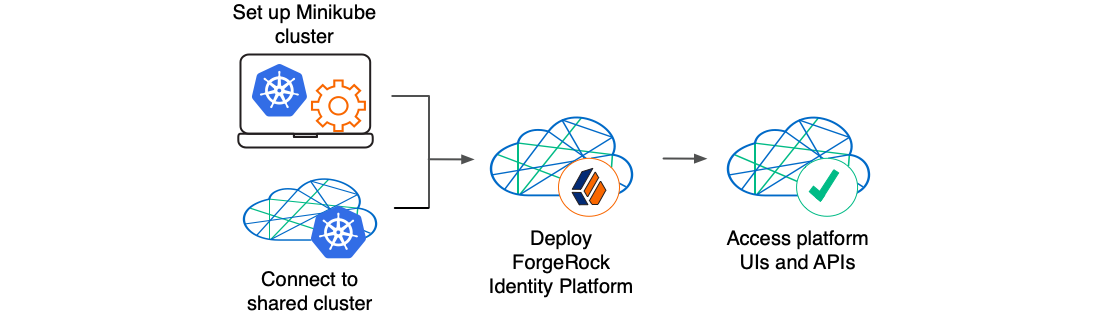 Set up Minikube
cluster
Connect to
shared cluster
Deploy
ForgeRock
Identity Platform
Access platform
UIs and APIs